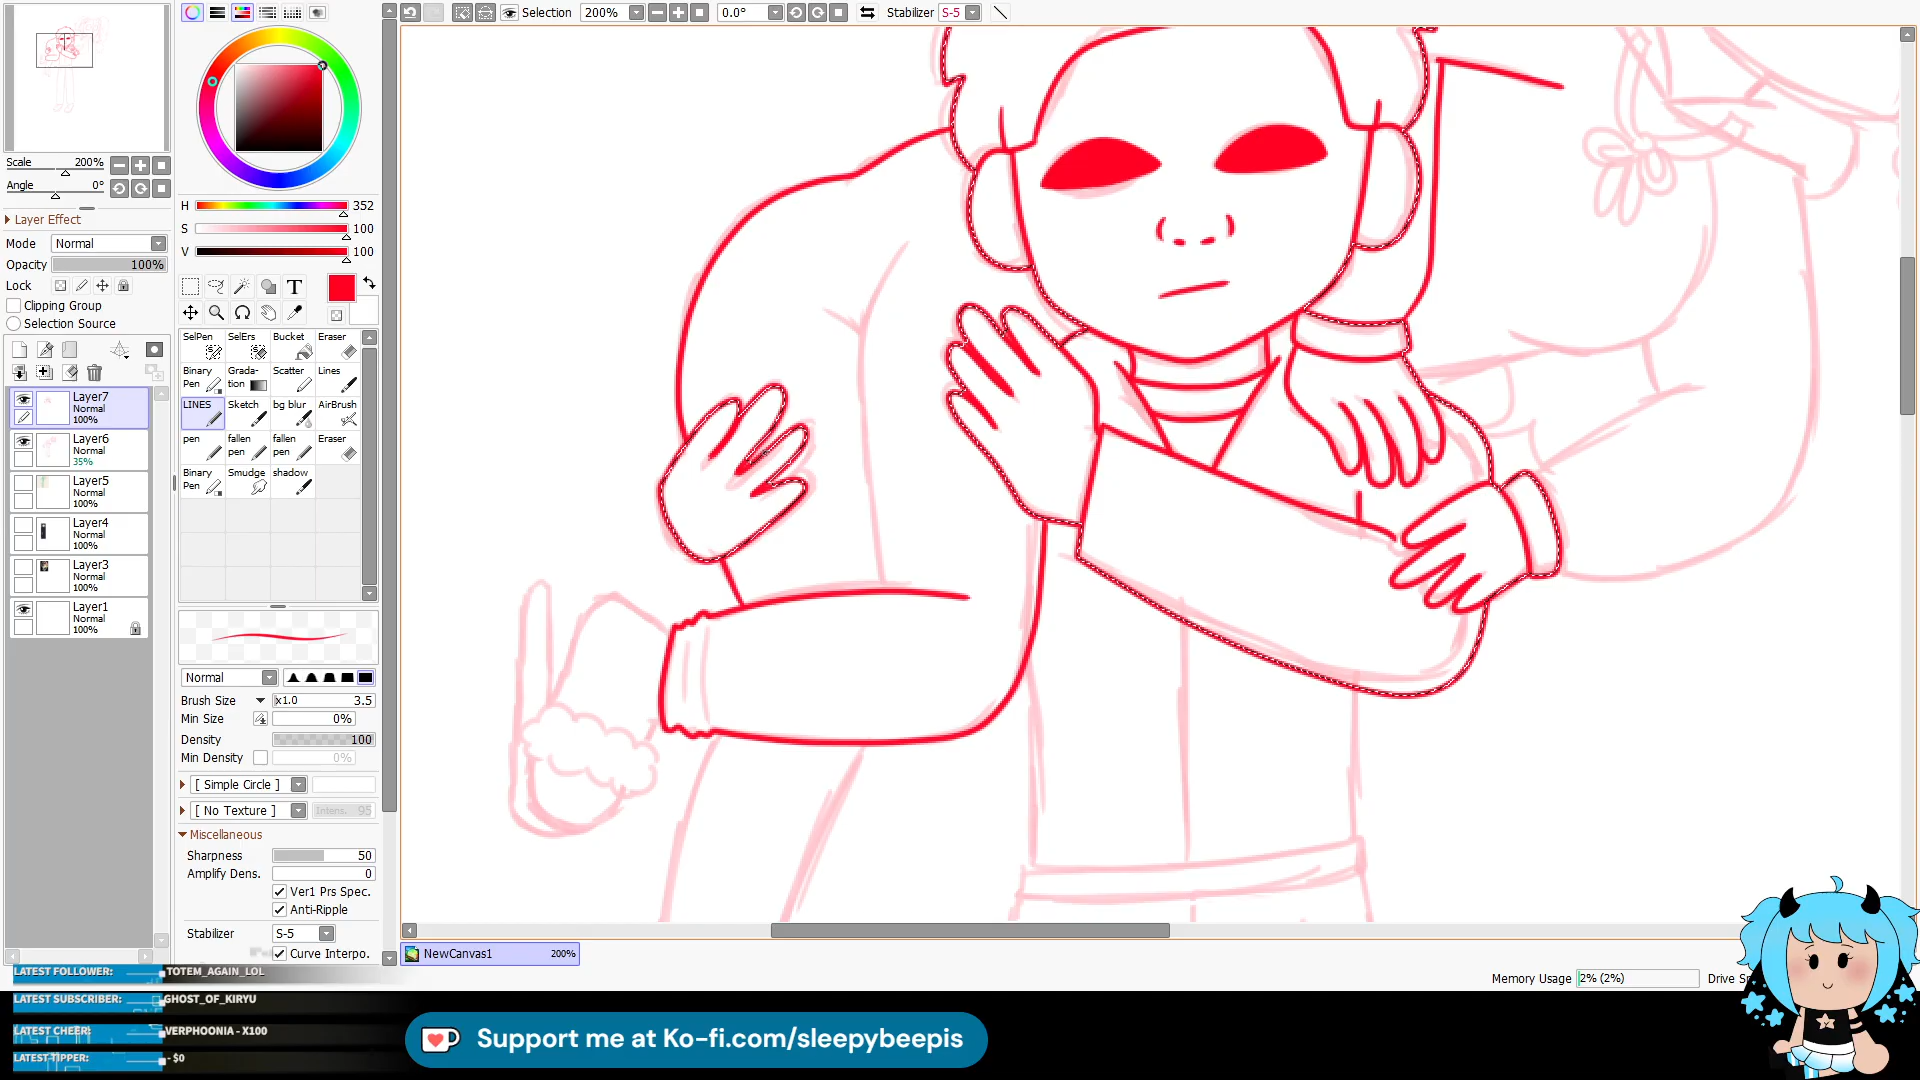 Selection 200% 0.0° Stabilizer S-5
Scale 200%
Angle 0°
Layer Effect
Mode Normal
Opacity 100%
Lock
Clipping Group
Selection Source
Layer7
Normal
100%
Layer6
Normal
35%
Layer5
Normal
100%
Layer4
Normal
100%
Layer3
Normal
100%
Layer1
Normal
100%
H 352
S 100
V 100
T
SelPen SelErs Bucket Eraser
Binary Pen Grada-tion Scatter Lines
LINES Sketch bg blur AirBrush
pen fallen pen fallen pen Eraser
Binary Pen Smudge shadow
Normal
Brush Size x1.0 3.5
Min Size 0%
Density 100
Min Density 0%
[ Simple Circle ]
[ No Texture ] Intens. 95
Miscellaneous
Sharpness 50
Amplify Dens. 0
Ver1 Prs Spec.
Anti-Ripple
Stabilizer S-5
Curve Interpo.
NewCanvas1 200%
Memory Usage 2% (2%) Drive
LATEST FOLLOWER: TOTEM_AGAIN_LOL
LATEST SUBSCRIBER: GHOST_OF_KIRYU
LATEST CHEER: VERPHOONIA - X100
LATEST TIPPER: - $0
Support me at Ko-fi.com/sleepybeepis